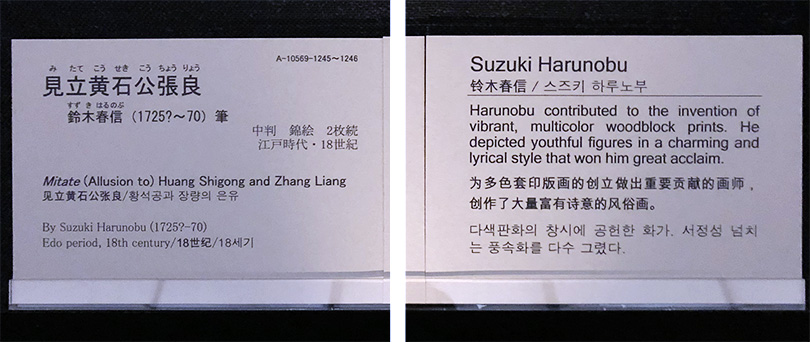 A-10569-1245～1246
み たて こう せき こう ちょう りょう
見立黄石公張良
すず き はるのぶ
鈴木春信（1725?～70）筆
中判　錦絵　2枚続
江戸時代・18世紀
Mitate (Allusion to) Huang Shigong and Zhang Liang
见立黄石公张良/황석공과 장량의 은유
By Suzuki Harunobu (1725?-70)
Edo period, 18th century/18世纪/18세기
Suzuki Harunobu
铃木春信 / 스즈키 하루노부
Harunobu contributed to the invention of
vibrant, multicolor woodblock prints. He
depicted youthful figures in a charming and
lyrical style that won him great acclaim.
为多色套印版画的创立做出重要贡献的画师，
创作了大量富有诗意的风俗画。
다색판화의 창시에 공헌한 화가. 서정성 넘치
는 풍속화를 다수 그렸다.